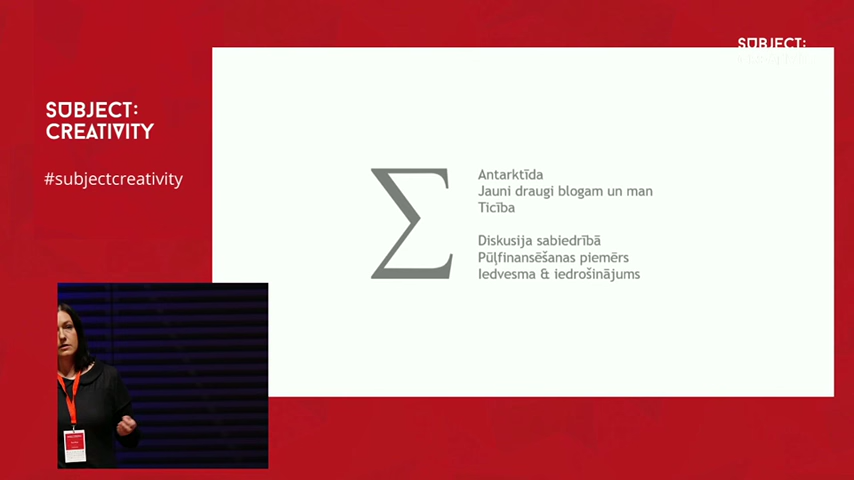 SUBJECT:
SUBJECT:
CREATIVITY
#subjectcreativity
Σ
Antarktīda
Jauni draugi blogam un man
Ticība
Diskusija sabiedrībā
Pūļfinansēšanas piemērs
Iedvesma & iedrošinājums